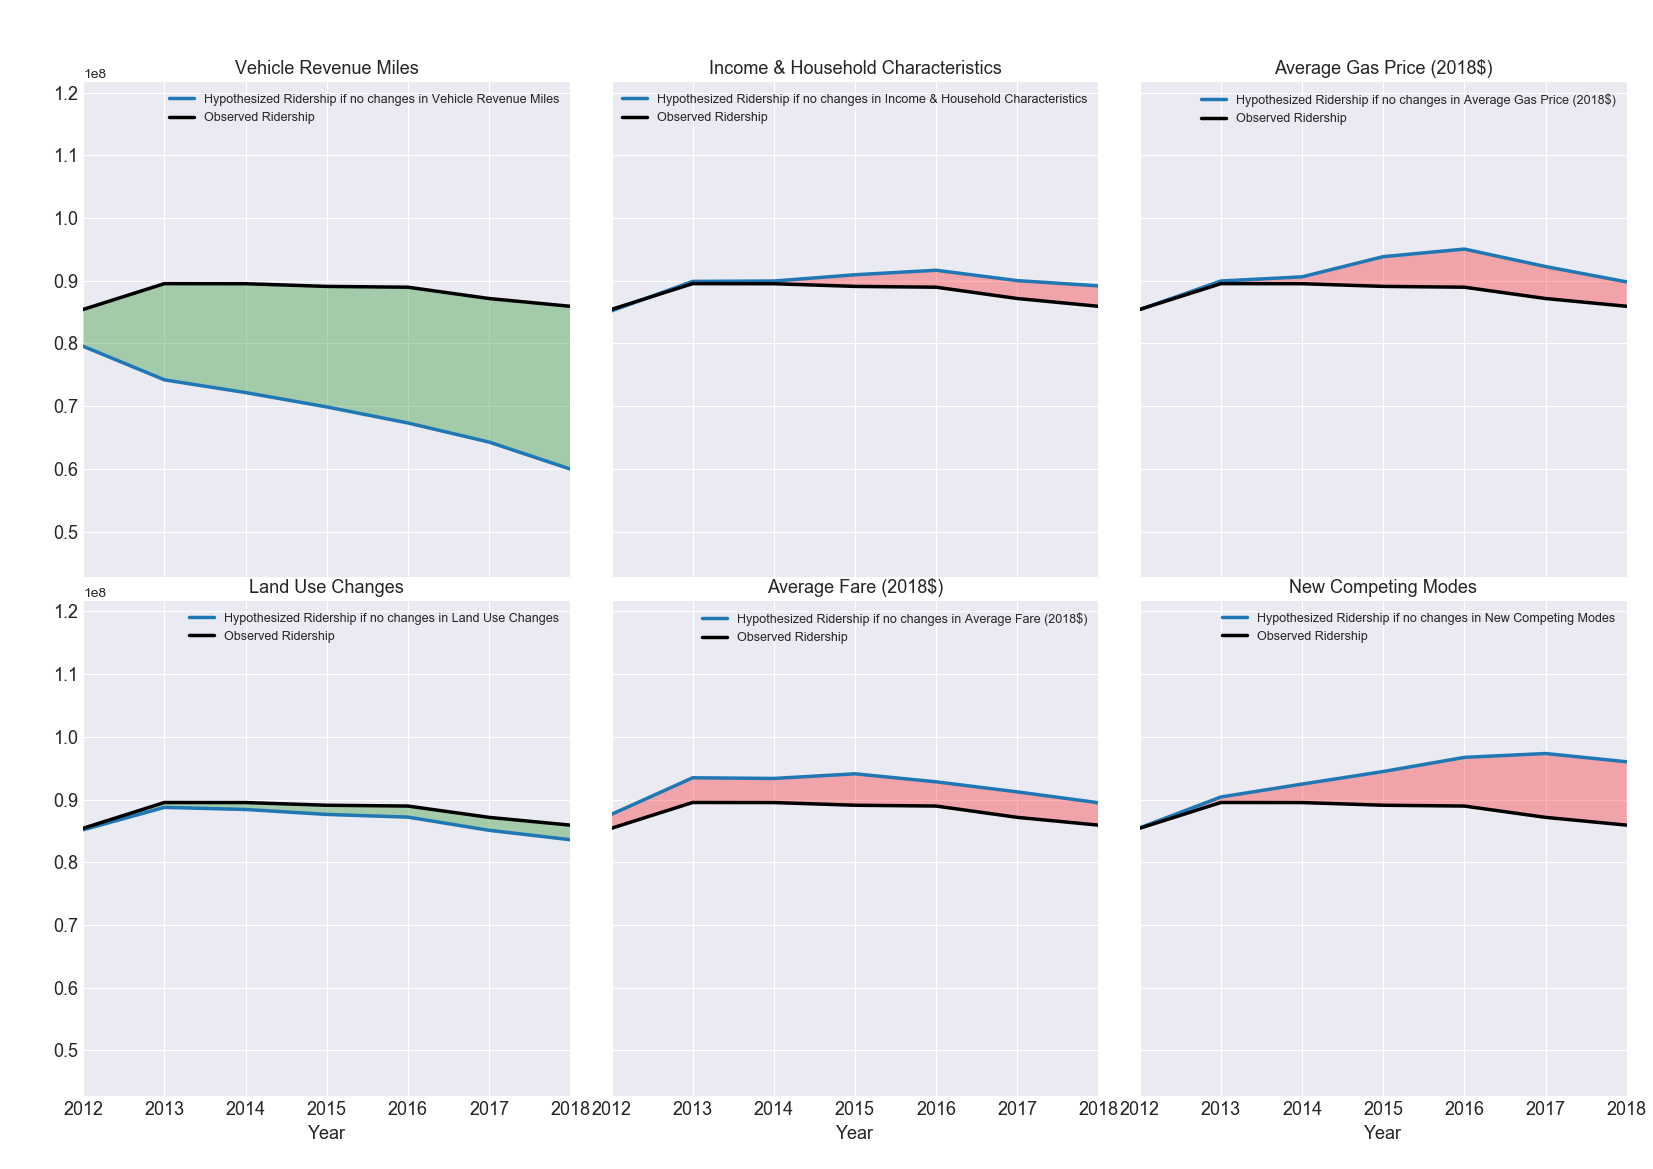 Vehicle Revenue Miles
Income & Household Characteristics
Average Gas Price (2018$)
1e8
Hypothesized Ridership if no changes in Vehicle Revenue Miles
Observed Ridership
Hypothesized Ridership if no changes in Income & Household Characteristics
Observed Ridership
Hypothesized Ridership if no changes in Average Gas Price (2018$)
Observed Ridership
1.2
1.1
1.0
0.9
0.8
0.7
0.6
0.5
Land Use Changes
Average Fare (2018$)
New Competing Modes
1e8
Hypothesized Ridership if no changes in Land Use Changes
Observed Ridership
Hypothesized Ridership if no changes in Average Fare (2018$)
Observed Ridership
Hypothesized Ridership if no changes in New Competing Modes
Observed Ridership
1.2
1.1
1.0
0.9
0.8
0.7
0.6
0.5
2012 2013 2014 2015 2016 2017 2018
2012 2013 2014 2015 2016 2017 2018
2012 2013 2014 2015 2016 2017 2018
Year
Year
Year